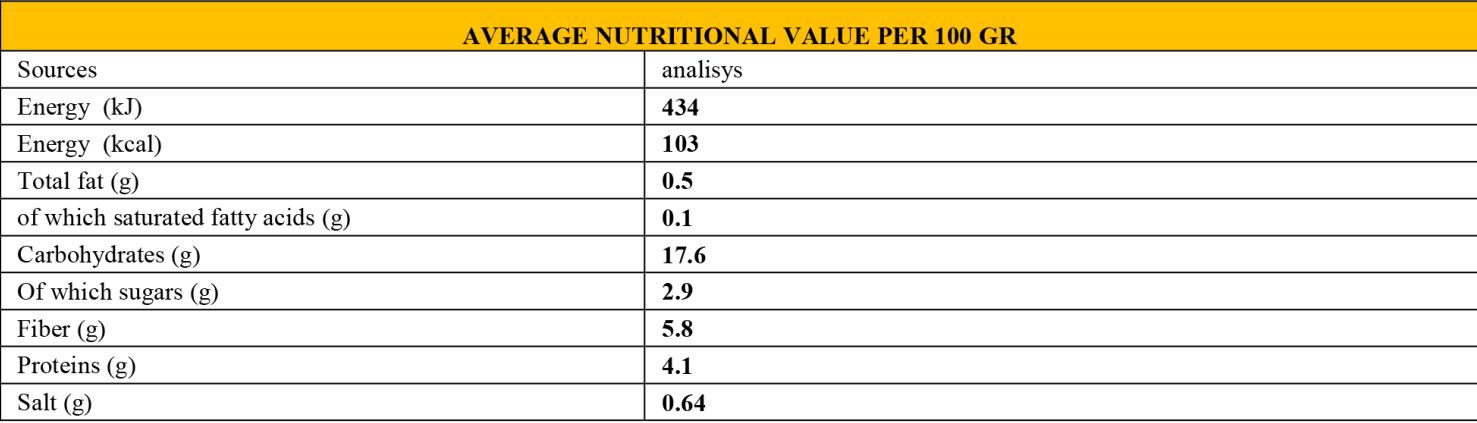 AVERAGE NUTRITIONAL VALUE PER 100 GR
Sources analisys
Energy (kJ) 434
Energy (kcal) 103
Total fat (g) 0.5
of which saturated fatty acids (g) 0.1
Carbohydrates (g) 17.6
Of which sugars (g) 2.9
Fiber (g) 5.8
Proteins (g) 4.1
Salt (g) 0.64